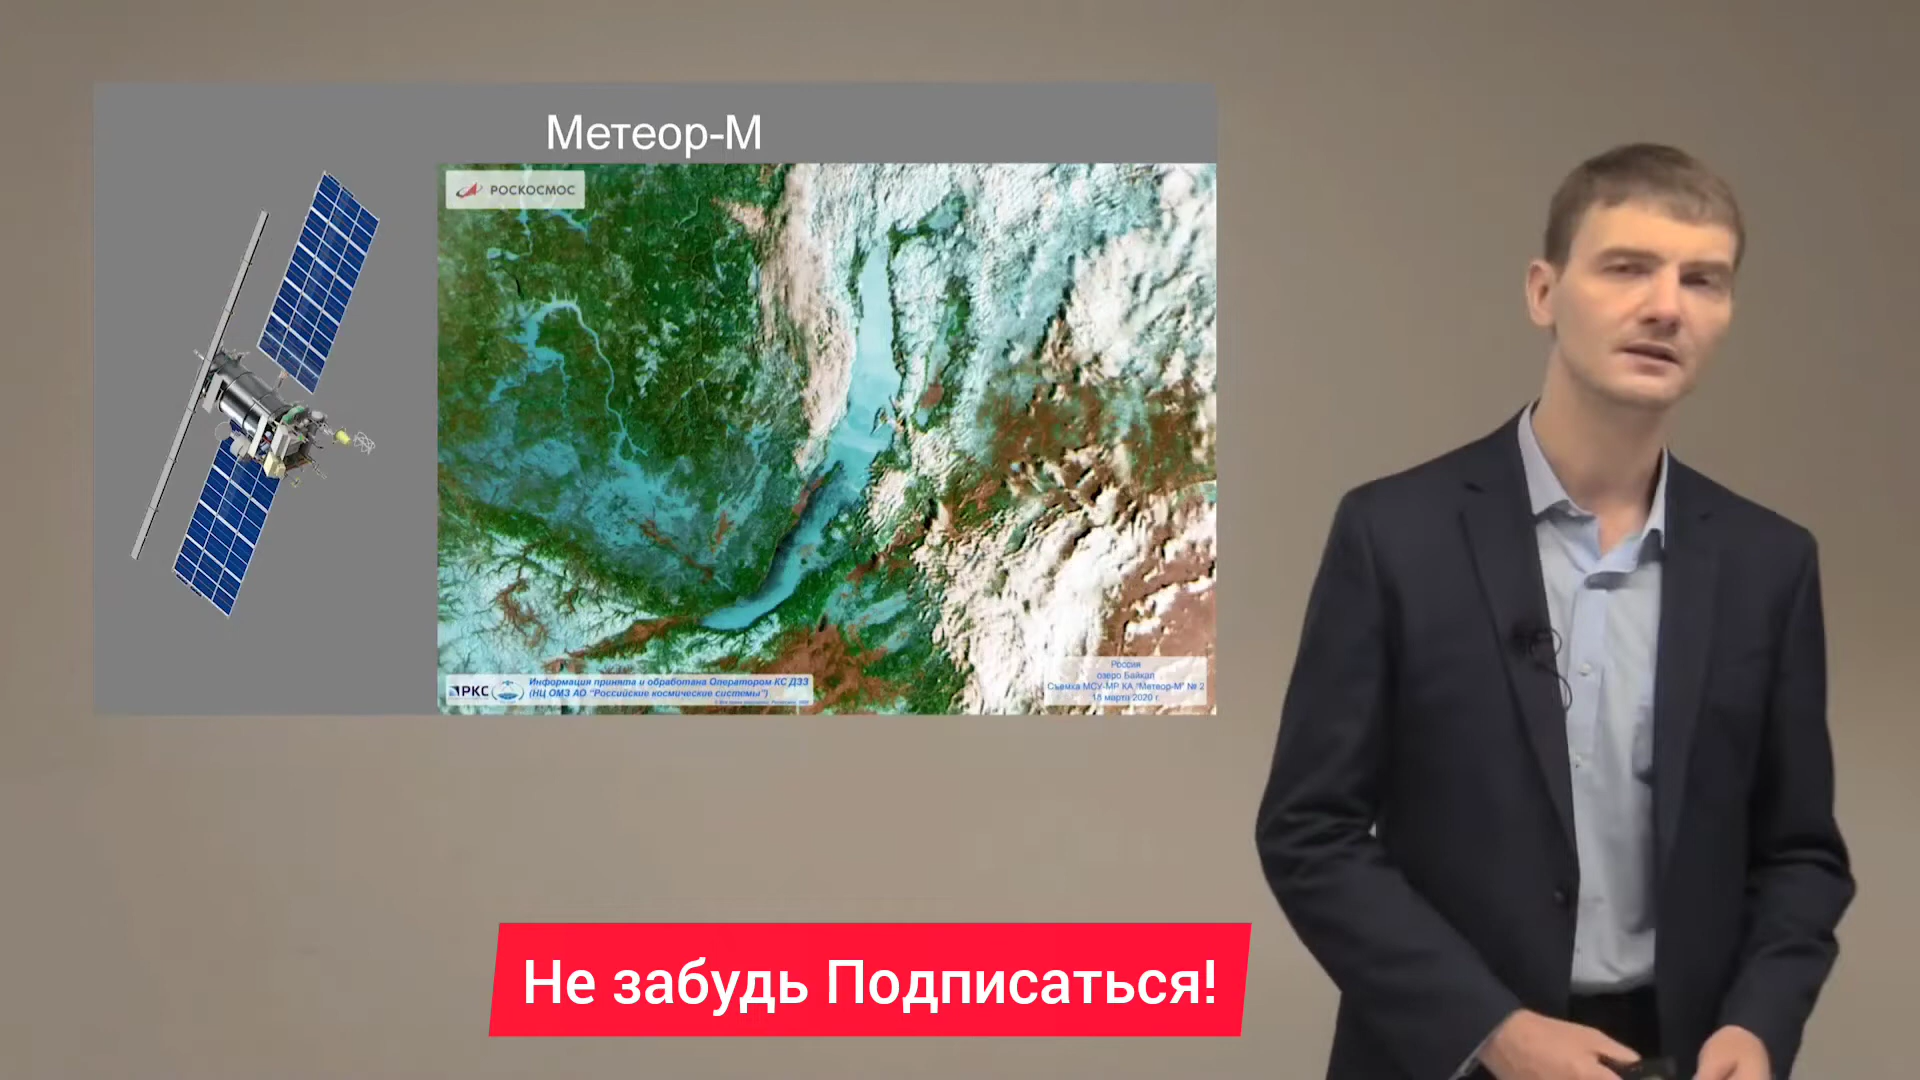 Метеор-М
РОСКОСМОС
РКС
Информация принята и обработана Оператором КС ДЗЗ
(НЦ ОМЗ АО "Российские космические системы")
Россия
озеро Байкал
Съемка МСУ-МР КА "Метеор-М" № 2
18 марта 2020 г.
Не забудь Подписаться!